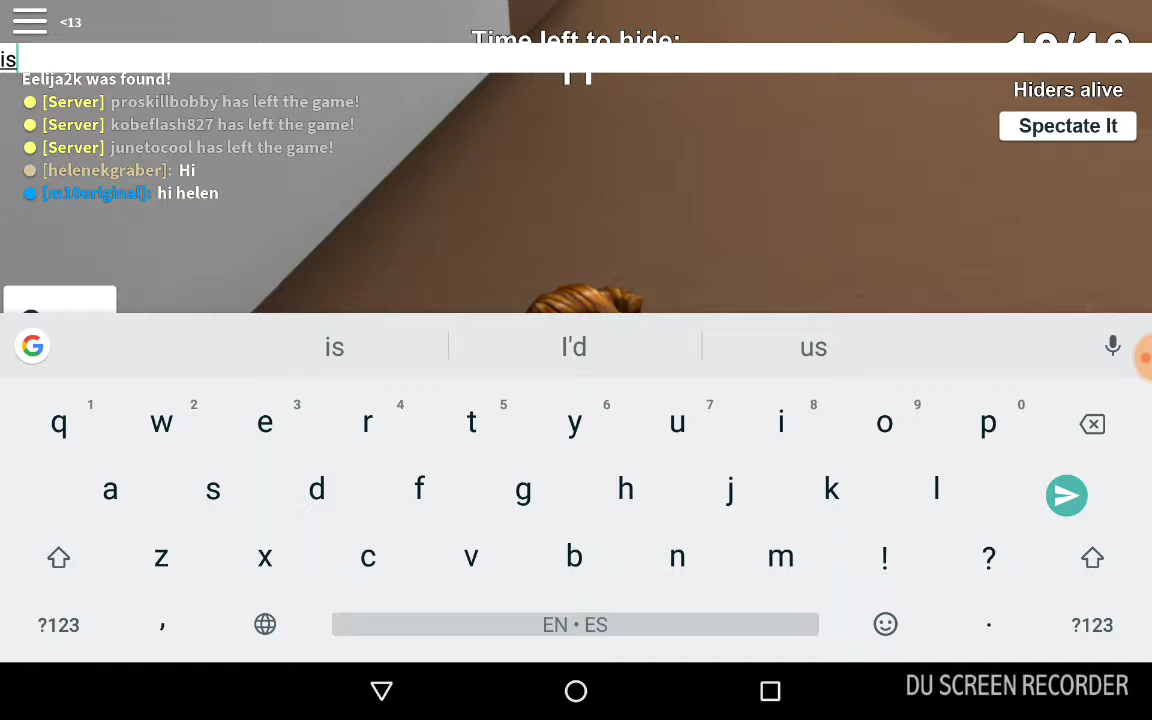 <13
Time left to hide:
is
Eelija2k was found!
[Server] proskillbobby has left the game!
[Server] kobeflash827 has left the game!
[Server] junetocool has left the game!
[helenekgraber]: Hi
[m10original]: hi helen
Hiders alive
Spectate It
is I'd us
q 1 w 2 e 3 r 4 t 5 y 6 u 7 i 8 o 9 p 0
a s d f g h j k l
z x c v b n m ! ?
?123 , EN • ES . ?123
DU SCREEN RECORDER